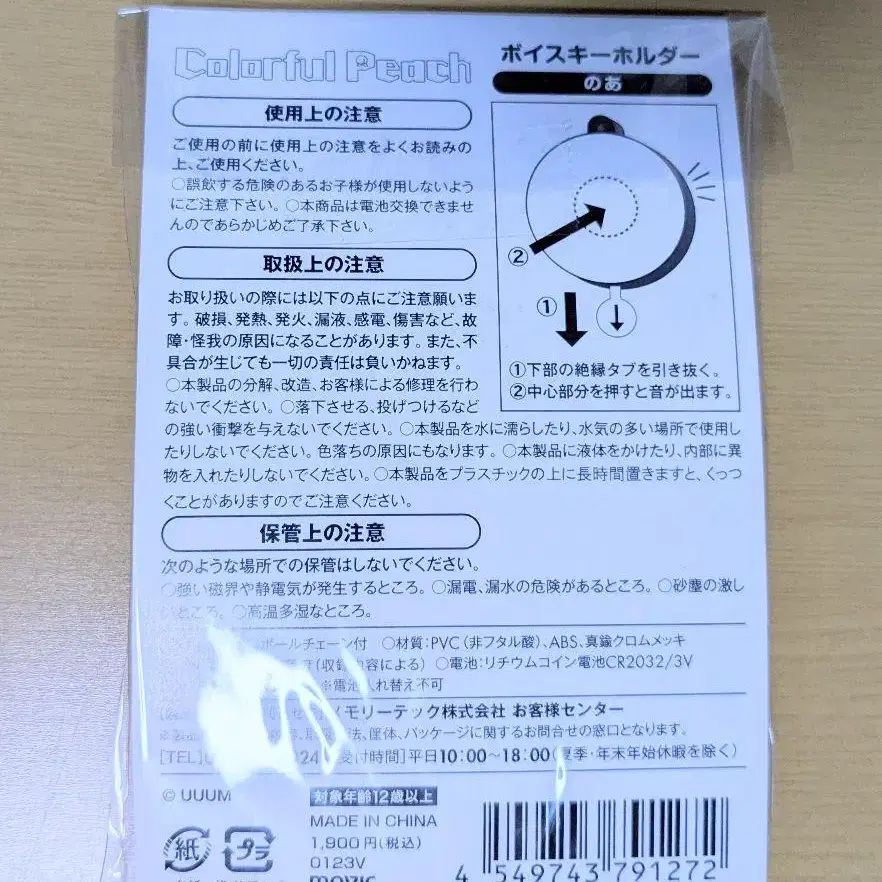 Colorful Peach
ボイスキーホルダー
のあ
使用上の注意
ご使用の前に使用上の注意をよくお読みの
上、ご使用ください。
○誤飲する危険のあるお子様が使用しないよう
にご注意下さい。○本商品は電池交換できませ
んのであらかじめご了承下さい。
②
①
①下部の絶縁タブを引き抜く。
②中心部分を押すと音が出ます。
取扱上の注意
お取り扱いの際には以下の点にご注意願いま
す。破損、発熱、発火、漏液、感電、傷害など、故
障・怪我の原因になることがあります。また、不
具合が生じても一切の責任は負いかねます。
○本製品の分解、改造、お客様による修理を行わ
ないでください。○落下させる、投げつけるなど
の強い衝撃を与えないでください。○本製品を水に濡らしたり、水気の多い場所で使用し
たりしないでください。色落ちの原因にもなります。○本製品に液体をかけたり、内部に異
物を入れたりしないでください。○本製品をプラスチックの上に長時間置きますと、くっつ
くことがありますのでご注意ください。
保管上の注意
次のような場所での保管はしないでください。
○強い磁界や静電気が発生するところ。○漏電、漏水の危険があるところ。○砂塵の激し
いところ。○高温多湿なところ。
ボールチェーン付 ○材質:PVC(非フタル酸)、ABS、真鍮クロムメッキ
(収録内容による) ○電池:リチウムコイン電池CR2032/3V
※電池入れ替え不可
メモリーテック株式会社 お客様センター
筐体、パッケージに関するお問合せの窓口となります。
[TEL] 受付時間]平日10:00〜18:00(夏季・年末年始休暇を除く)
© UUUM
対象年齢12歳以上
MADE IN CHINA
1,900円(税込)
0123V
movic
紙
プラ
4 549743 791272